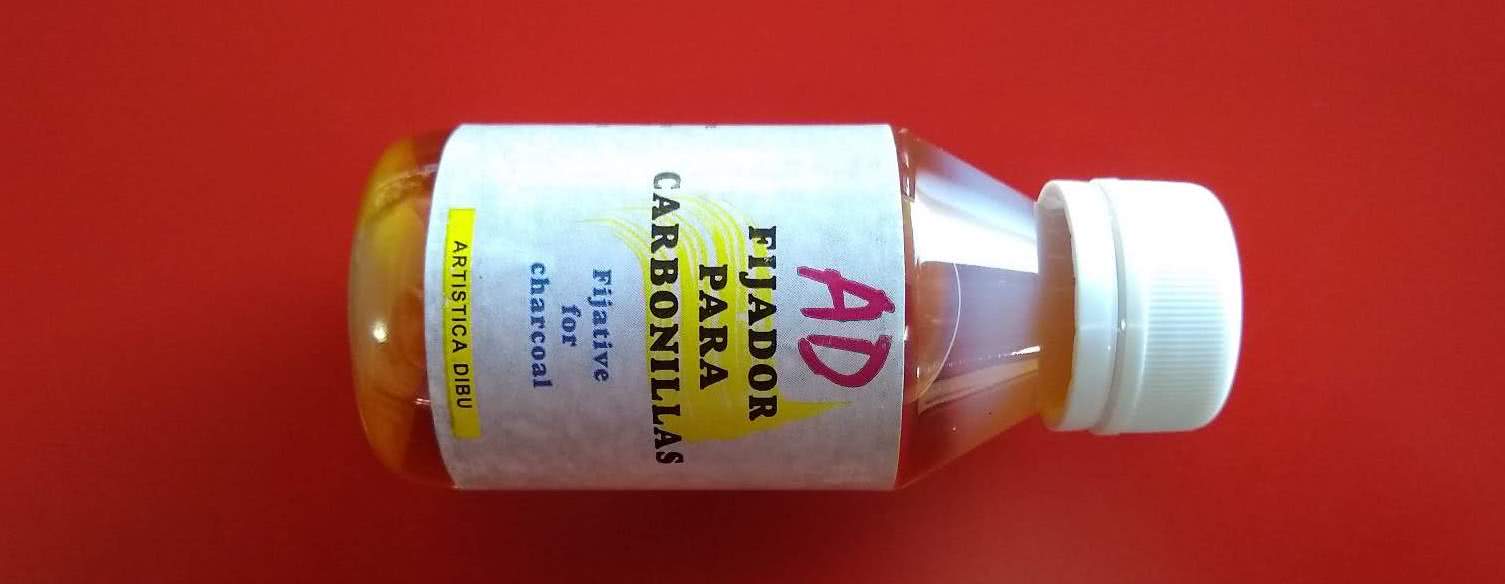 AD
FIJADOR
PARA
CARBONILLAS
Fijative
for
charcoal
ARTISTICA DIBU